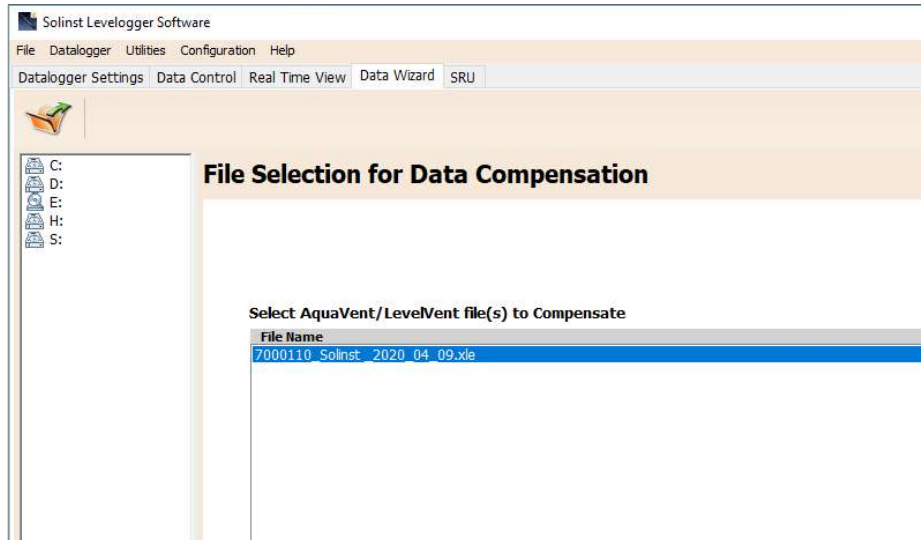 Solinst Levelogger Software
File Datalogger Utilities Configuration Help
Datalogger Settings Data Control Real Time View Data Wizard SRU
C:
D:
E:
H:
S:
File Selection for Data Compensation
Select AquaVent/LevelVent file(s) to Compensate
File Name
7000110_Solinst _2020_04_09.xle